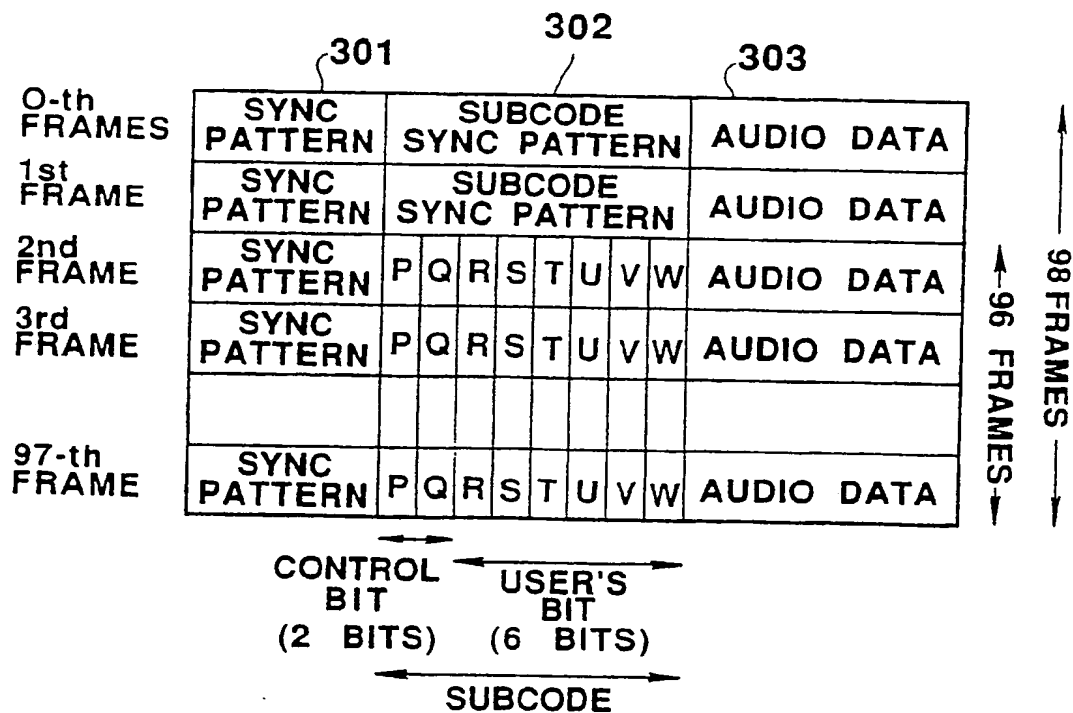 301
302
303
O-th
FRAMES
SYNC
PATTERN
SUBCODE
SYNC PATTERN
AUDIO DATA
1st
FRAME
SYNC
PATTERN
SUBCODE
SYNC PATTERN
AUDIO DATA
2nd
FRAME
SYNC
PATTERN
P Q R S T U V W
AUDIO DATA
3rd
FRAME
SYNC
PATTERN
P Q R S T U V W
AUDIO DATA
97-th
FRAME
SYNC
PATTERN
P Q R S T U V W
AUDIO DATA
96 FRAMES
98 FRAMES
CONTROL
BIT
(2 BITS)
USER'S
BIT
(6 BITS)
SUBCODE